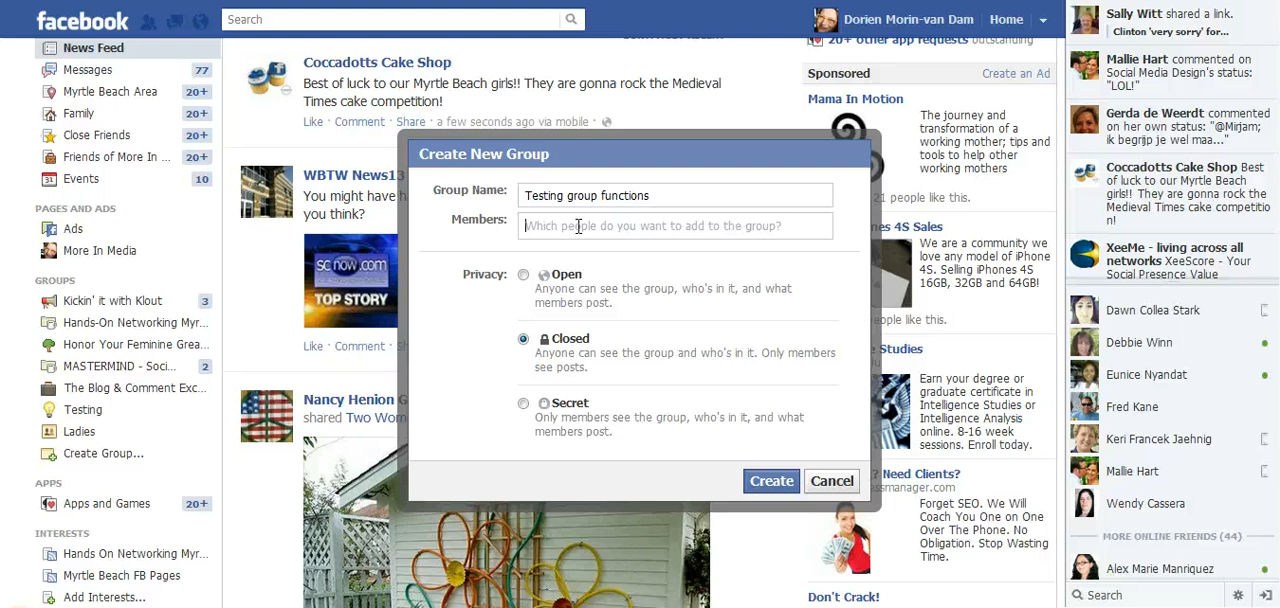 facebook
Search
Dorien Morin-van Dam
Home
News Feed
Messages 77
Myrtle Beach Area 20+
Family 20+
Close Friends 20+
Friends of More In ... 20+
Events 10
PAGES AND ADS
Ads
More In Media
GROUPS
Kickin' it with Klout 3
Hands-On Networking Myr...
Honor Your Feminine Grea...
MASTERMIND - Soci... 2
The Blog & Comment Exc...
Testing
Ladies
Create Group...
APPS
Apps and Games 20+
INTERESTS
Hands On Networking Myr...
Myrtle Beach FB Pages
Add Interests...
Coccadotts Cake Shop
Best of luck to our Myrtle Beach girls!! They are gonna rock the Medieval
Times cake competition!
Like · Comment · Share · a few seconds ago via mobile ·
WBTW News13
You might have h
you think?
sc now.com
TOP STORY
Like · Comment ·
Nancy Henion
shared Two Wom
Create New Group
Group Name: Testing group functions
Members: Which people do you want to add to the group?
Privacy: Open
Anyone can see the group, who's in it, and what
members post.
Closed
Anyone can see the group and who's in it. Only members
see posts.
Secret
Only members see the group, who's in it, and what
members post.
Create Cancel
20+ other app requests outstanding
Sponsored Create an Ad
Mama In Motion
The journey and
transformation of a
working mother; tips and
tools to help other
working mothers
21 people like this.
nes 4S Sales
We are a community we
love any model of iPhone
4S. Selling iPhones 4S
16GB, 32GB and 64GB!
ople like this.
e Studies
Earn your degree or
graduate certificate in
Intelligence Studies or
Intelligence Analysis
online. 8-16 week
sessions. Enroll today.
? Need Clients?
essmanager.com
Forget SEO. We Will
Coach You One on One
Over The Phone. No
Obligation. Stop Wasting
Time.
Don't Crack!
Sally Witt shared a link.
Clinton 'very sorry' for...
Mallie Hart commented on
Social Media Design's status:
"LOL!"
Gerda de Weerdt commented
on her own status: "@Mirjam;
ik begrijp je wel maa..."
Coccadotts Cake Shop Best
of luck to our Myrtle Beach
girls!! They are gonna rock the
Medieval Times cake competitio
n!
XeeMe - living across all
networks XeeScore - Your
Social Presence Value
Dawn Collea Stark
Debbie Winn
Eunice Nyandat
Fred Kane
Keri Francek Jaehnig
Mallie Hart
Wendy Cassera
MORE ONLINE FRIENDS (44)
Alex Marie Manriquez
Search